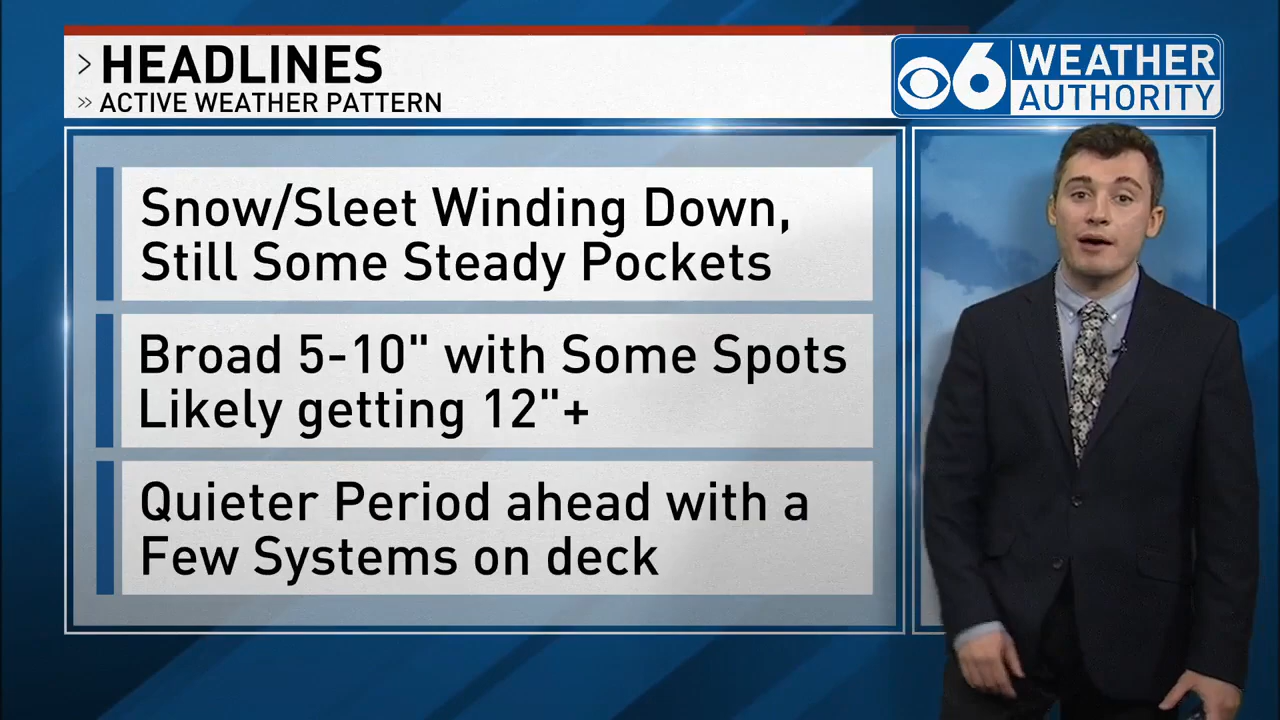 > HEADLINES
» ACTIVE WEATHER PATTERN
6 WEATHER
AUTHORITY
Snow/Sleet Winding Down,
Still Some Steady Pockets
Broad 5-10" with Some Spots
Likely getting 12"+
Quieter Period ahead with a
Few Systems on deck